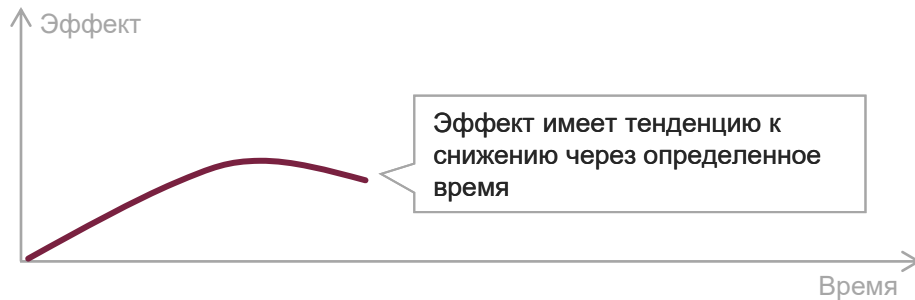 Эффект
Эффект имеет тенденцию к
снижению через определенное
время
Время